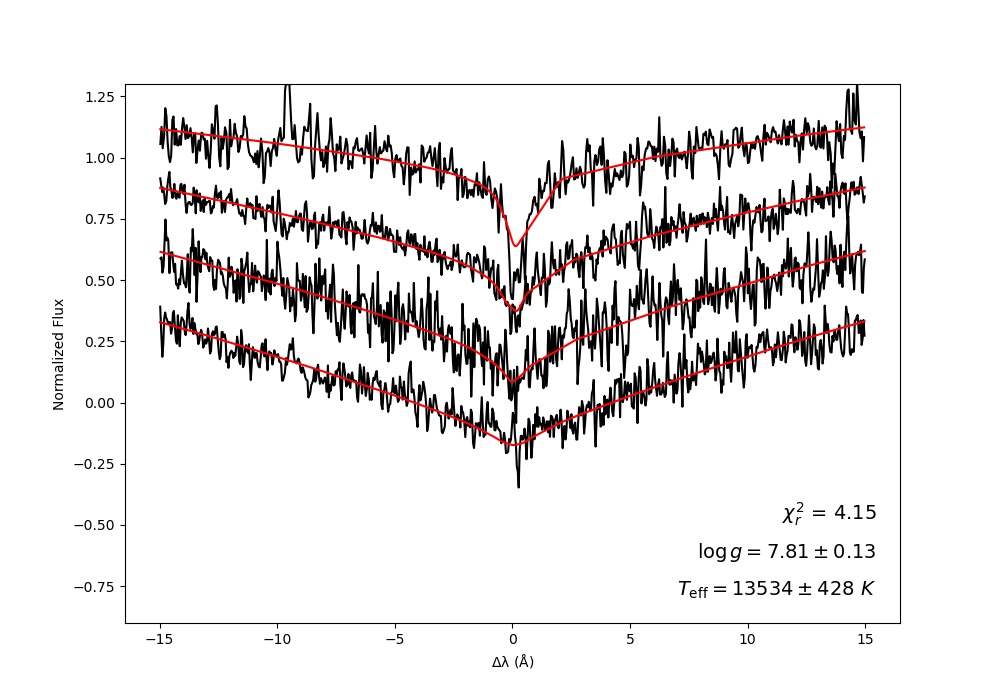 1.25
1.00
0.75
0.50
0.25
0.00
−0.25
−0.50
−0.75
Normalized Flux
χ²ᵣ = 4.15
log g = 7.81 ± 0.13
T_eff = 13534 ± 428 K
−15 −10 −5 0 5 10 15
Δλ (Å)